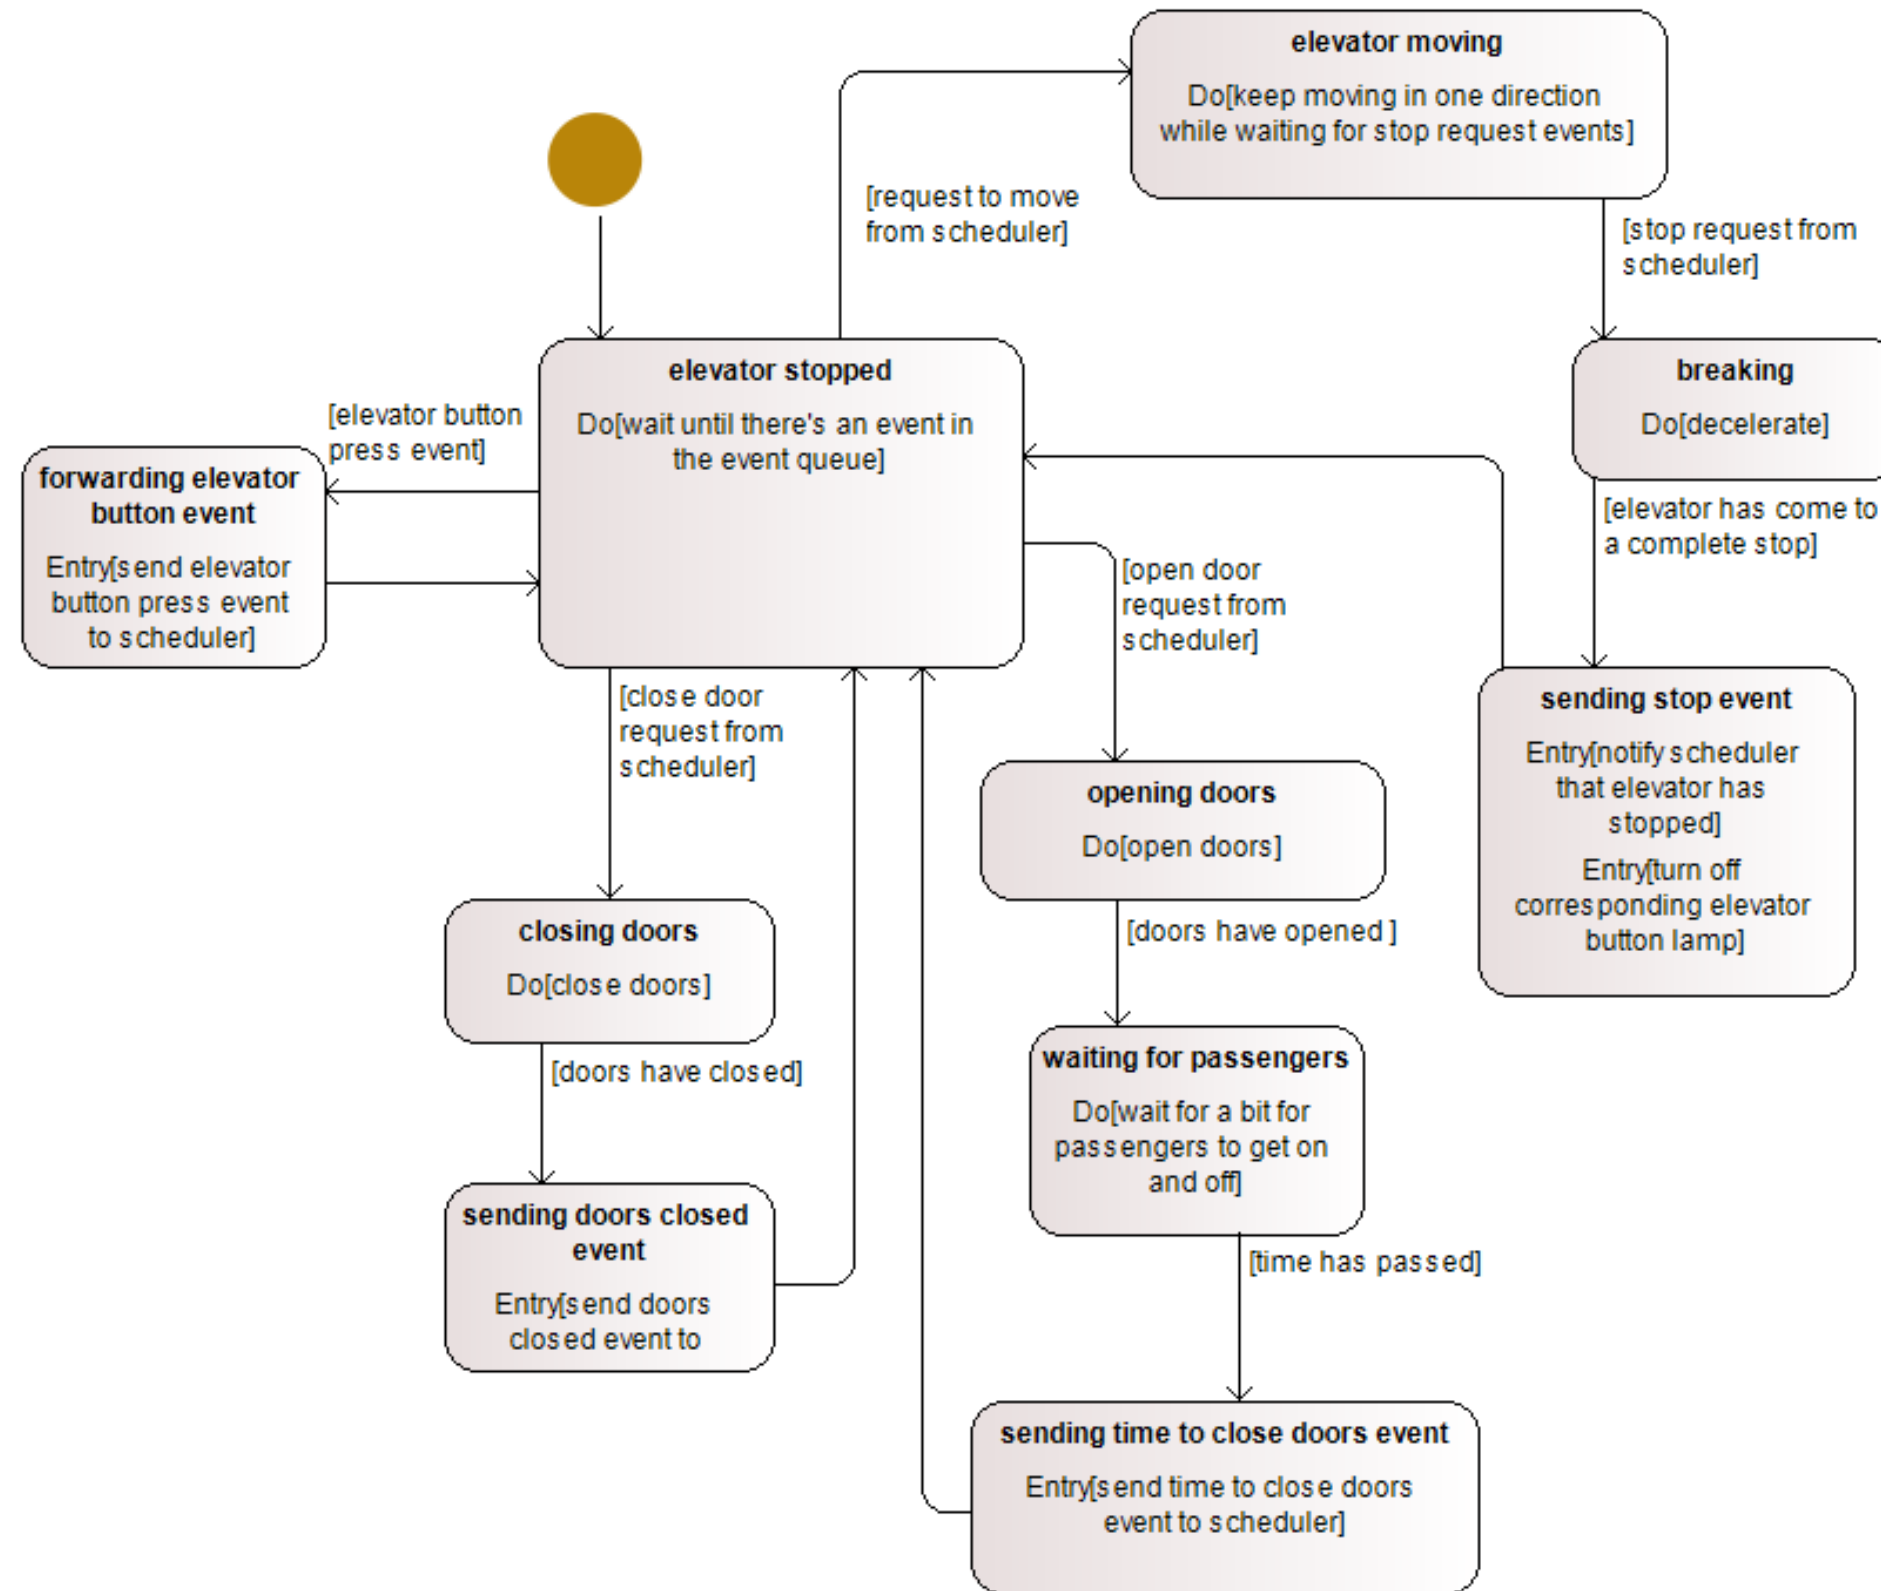 elevator moving
Do[keep moving in one direction
while waiting for stop request events]
[request to move
from scheduler]
[stop request from
scheduler]
elevator stopped
Do[wait until there's an event in
the event queue]
breaking
Do[decelerate]
[elevator button
press event]
forwarding elevator
button event
Entry[send elevator
button press event
to scheduler]
[elevator has come to
a complete stop]
[open door
request from
scheduler]
[close door
request from
scheduler]
sending stop event
Entry[notify scheduler
that elevator has
stopped]
Entry[turn off
corresponding elevator
button lamp]
opening doors
Do[open doors]
closing doors
Do[close doors]
[doors have opened ]
[doors have closed]
waiting for passengers
Do[wait for a bit for
passengers to get on
and off]
sending doors closed
event
Entry[send doors
closed event to
[time has passed]
sending time to close doors event
Entry[send time to close doors
event to scheduler]